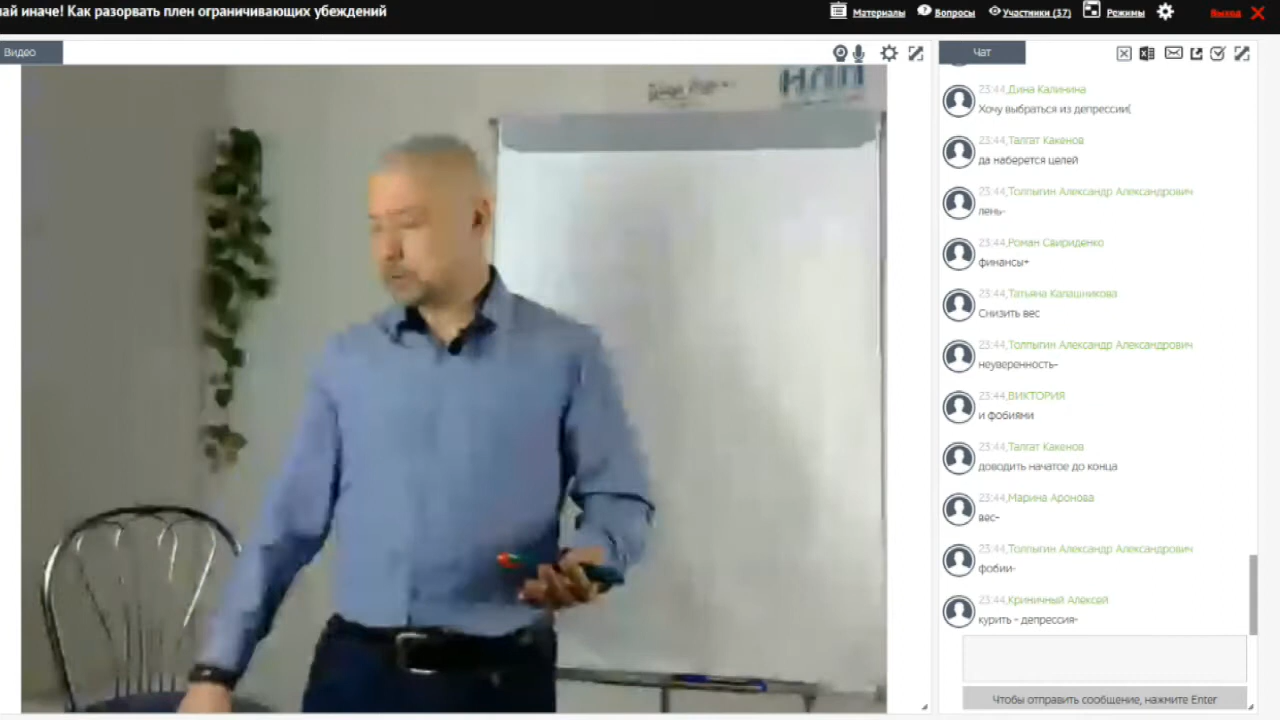 ай иначе! Как разорвать плен ограничивающих убеждений
Материалы
Вопросы
Участники (37)
Режимы
Выход
Видео
Чат
НЛП
23:44,Дина Калинина
Хочу выбраться из депрессии(
23:44,Талгат Какенов
да наберется целей
23:44,Толпыгин Александр Александрович
лень-
23:44,Роман Свириденко
финансы+
23:44,Татьяна Калашникова
Снизить вес
23:44,Толпыгин Александр Александрович
неуверенность-
23:44,ВИКТОРИЯ
и фобиями
23:44,Талгат Какенов
доводить начатое до конца
23:44,Марина Аронова
вес-
23:44,Толпыгин Александр Александрович
фобии-
23:44,Криничный Алексей
курить - депрессия-
Чтобы отправить сообщение, нажмите Enter